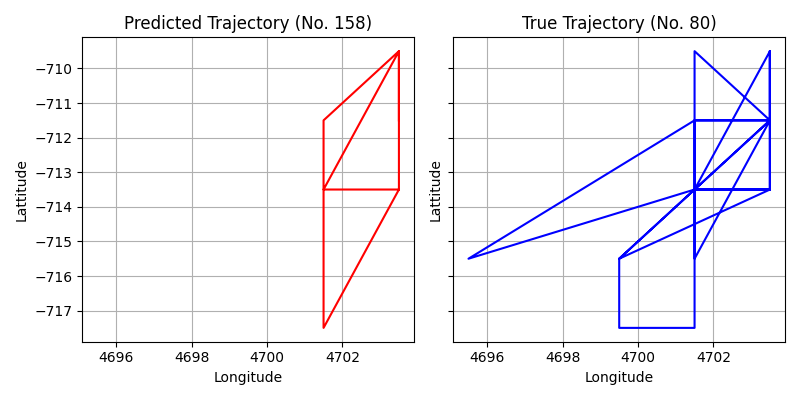 Predicted Trajectory (No. 158)
True Trajectory (No. 80)
−710
−711
−712
−713
−714
−715
−716
−717
Lattitude
Lattitude
4696 4698 4700 4702
4696 4698 4700 4702
Longitude
Longitude